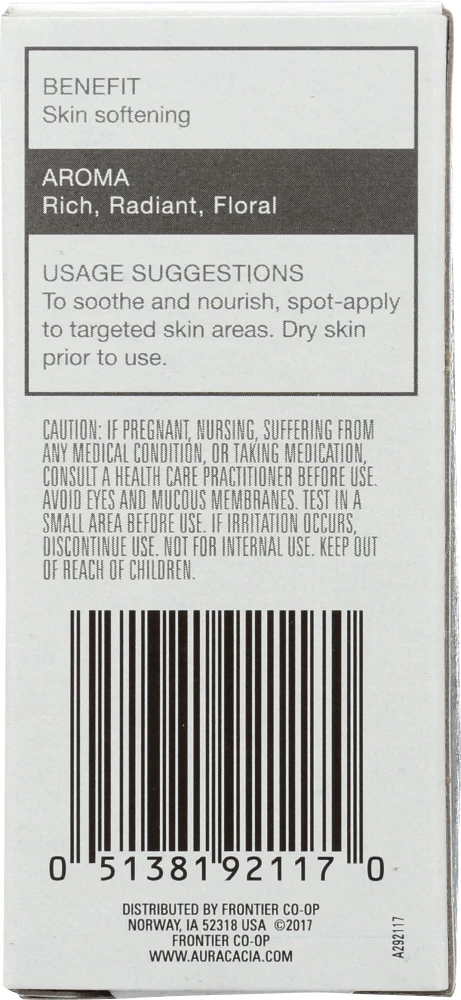 BENEFIT
Skin softening
AROMA
Rich, Radiant, Floral
USAGE SUGGESTIONS
To soothe and nourish, spot-apply
to targeted skin areas. Dry skin
prior to use.
CAUTION: IF PREGNANT, NURSING, SUFFERING FROM
ANY MEDICAL CONDITION, OR TAKING MEDICATION,
CONSULT A HEALTH CARE PRACTITIONER BEFORE USE.
AVOID EYES AND MUCOUS MEMBRANES. TEST IN A
SMALL AREA BEFORE USE. IF IRRITATION OCCURS,
DISCONTINUE USE. NOT FOR INTERNAL USE. KEEP OUT
OF REACH OF CHILDREN.
0 51381 92117 0
DISTRIBUTED BY FRONTIER CO-OP
NORWAY, IA 52318 USA ©2017
FRONTIER CO-OP
WWW.AURACACIA.COM
A292117